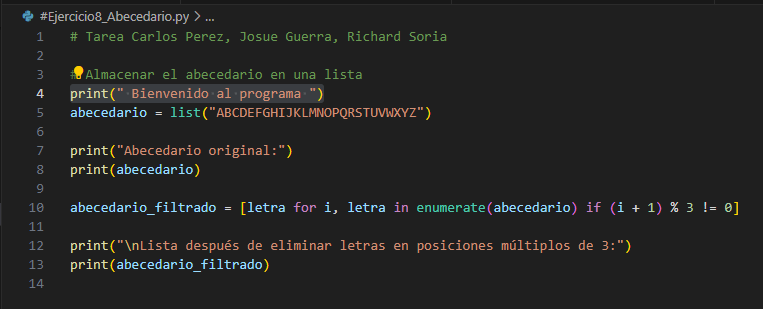 #Ejercicio8_Abecedario.py > ...
1 # Tarea Carlos Perez, Josue Guerra, Richard Soria
2
3 # Almacenar el abecedario en una lista
4 print(" Bienvenido al programa ")
5 abecedario = list("ABCDEFGHIJKLMNOPQRSTUVWXYZ")
6
7 print("Abecedario original:")
8 print(abecedario)
9
10 abecedario_filtrado = [letra for i, letra in enumerate(abecedario) if (i + 1) % 3 != 0]
11
12 print("\nLista después de eliminar letras en posiciones múltiplos de 3:")
13 print(abecedario_filtrado)
14